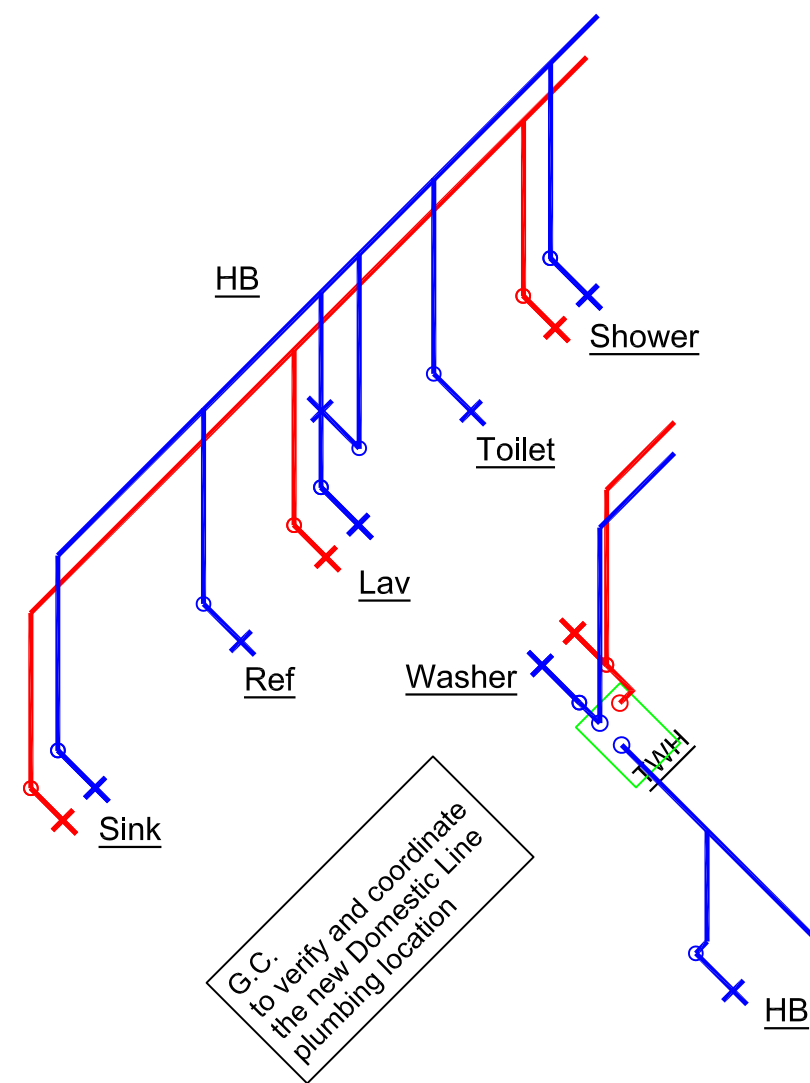 HB
Shower
Toilet
Lav
Washer
Ref
TWH
Sink
G.C.
to verify and coordinate
the new Domestic Line
plumbing location
HB